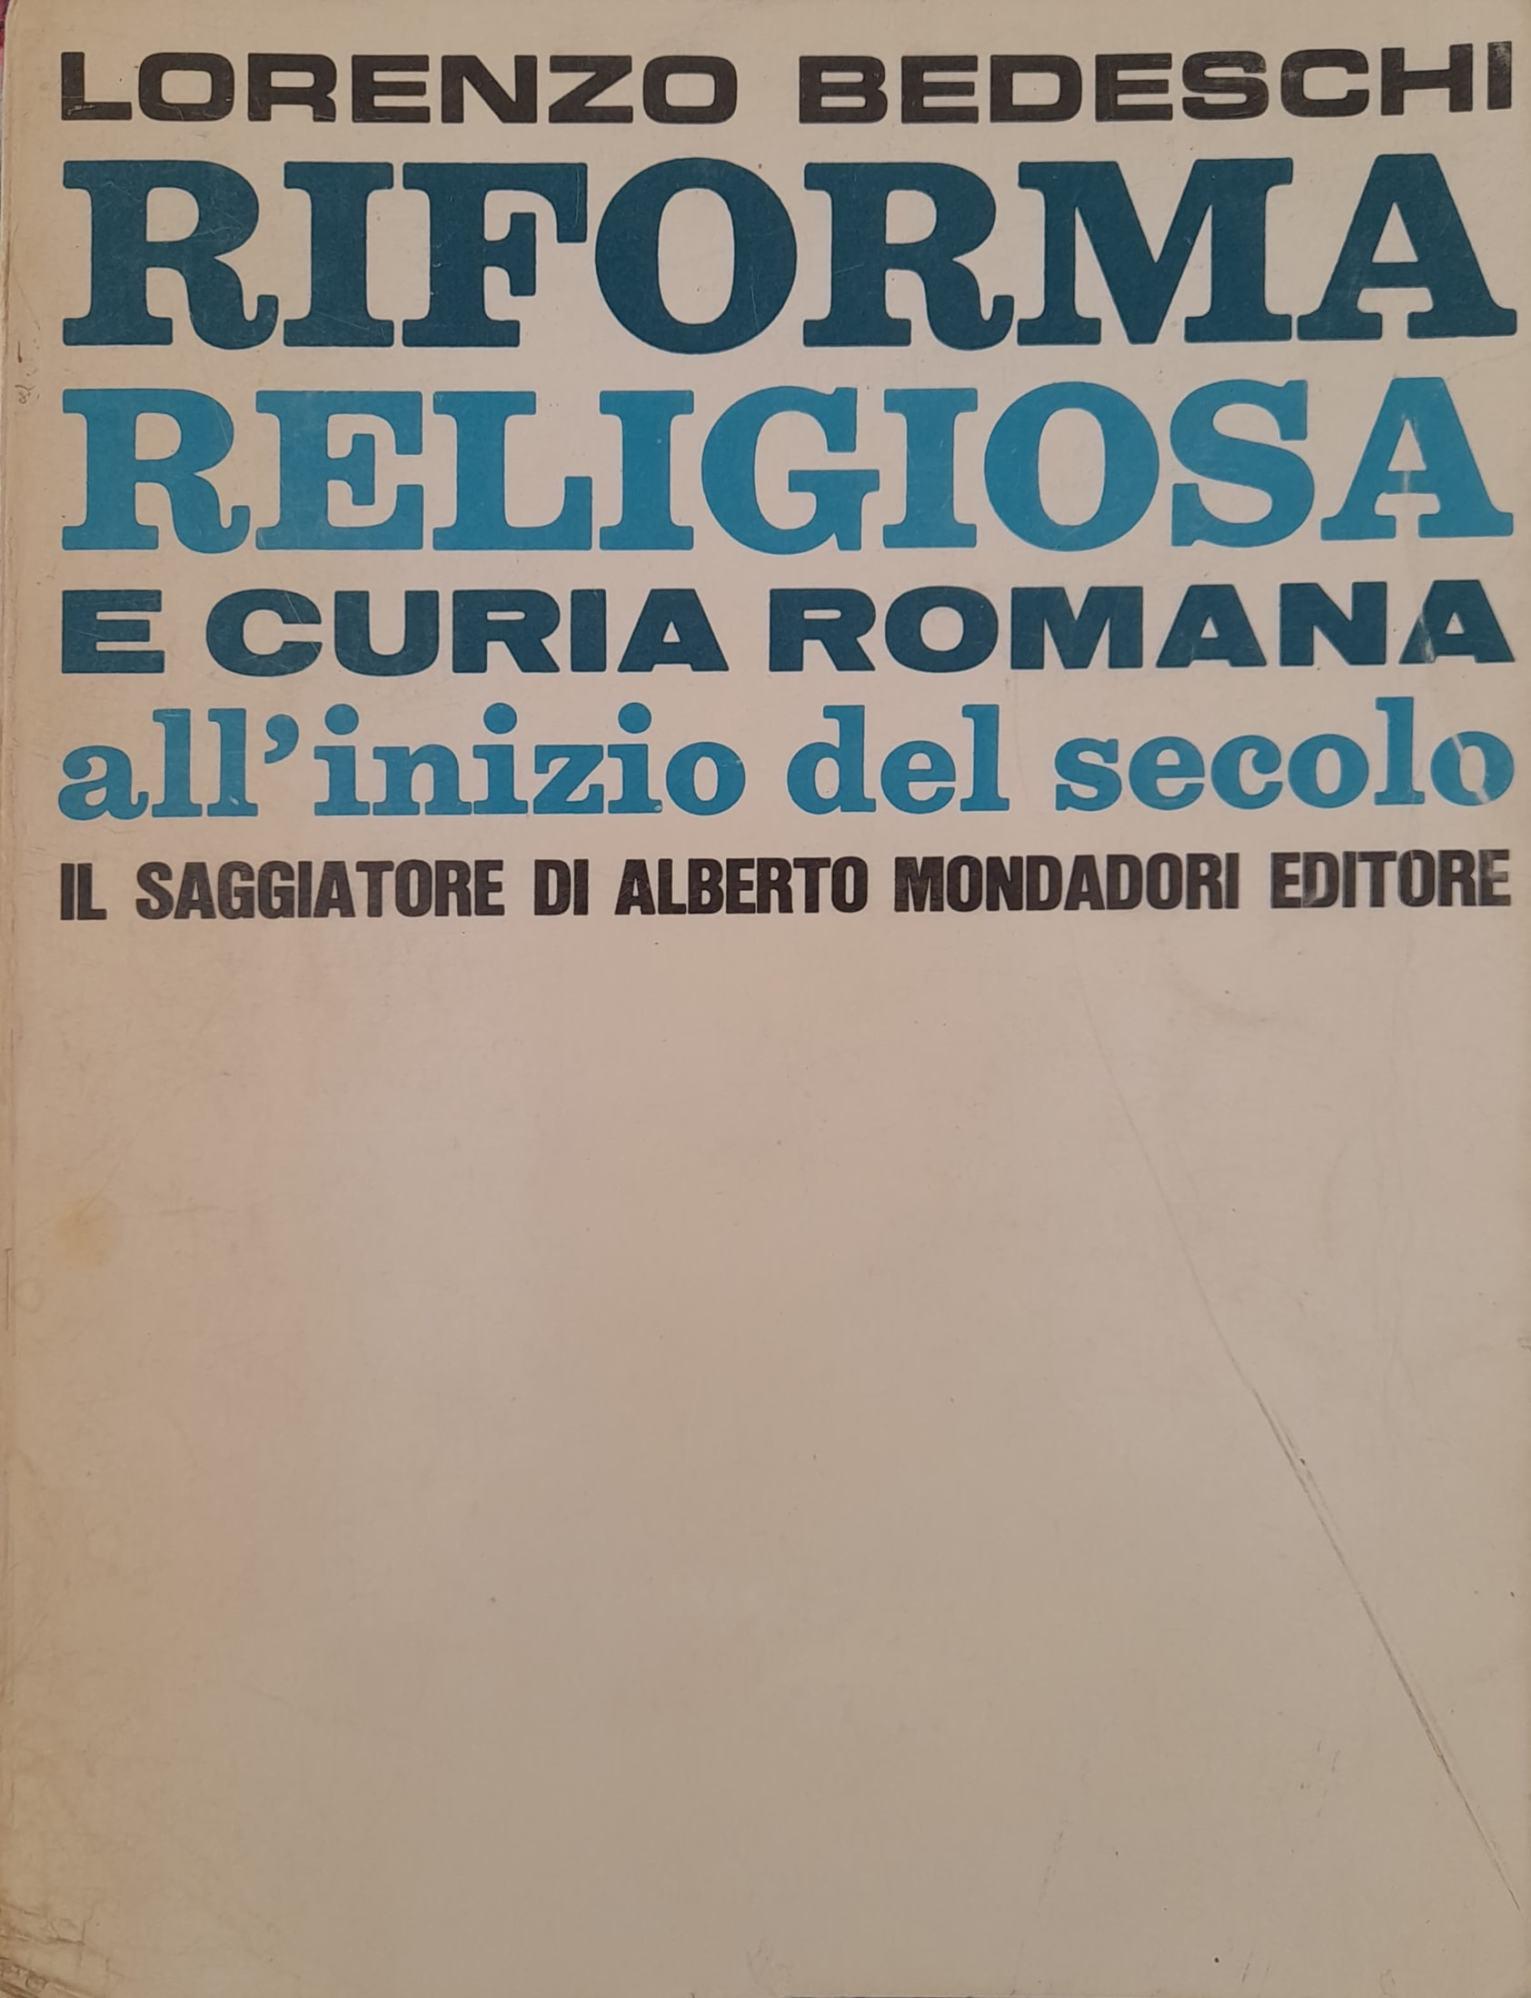 LORENZO BEDESCHI
RIFORMA
RELIGIOSA
E CURIA ROMANA
all'inizio del secolo
IL SAGGIATORE DI ALBERTO MONDADORI EDITORE